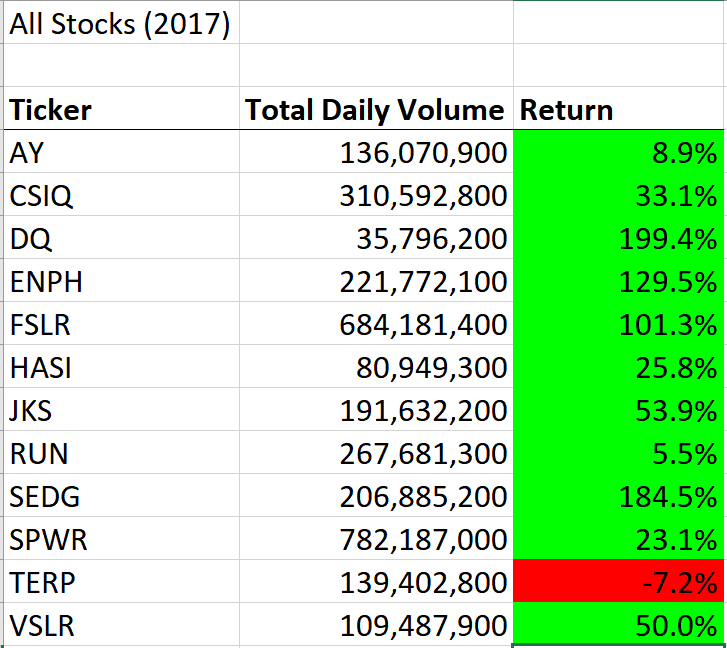 All Stocks (2017)
Ticker Total Daily Volume Return
AY 136,070,900 8.9%
CSIQ 310,592,800 33.1%
DQ 35,796,200 199.4%
ENPH 221,772,100 129.5%
FSLR 684,181,400 101.3%
HASI 80,949,300 25.8%
JKS 191,632,200 53.9%
RUN 267,681,300 5.5%
SEDG 206,885,200 184.5%
SPWR 782,187,000 23.1%
TERP 139,402,800 -7.2%
VSLR 109,487,900 50.0%